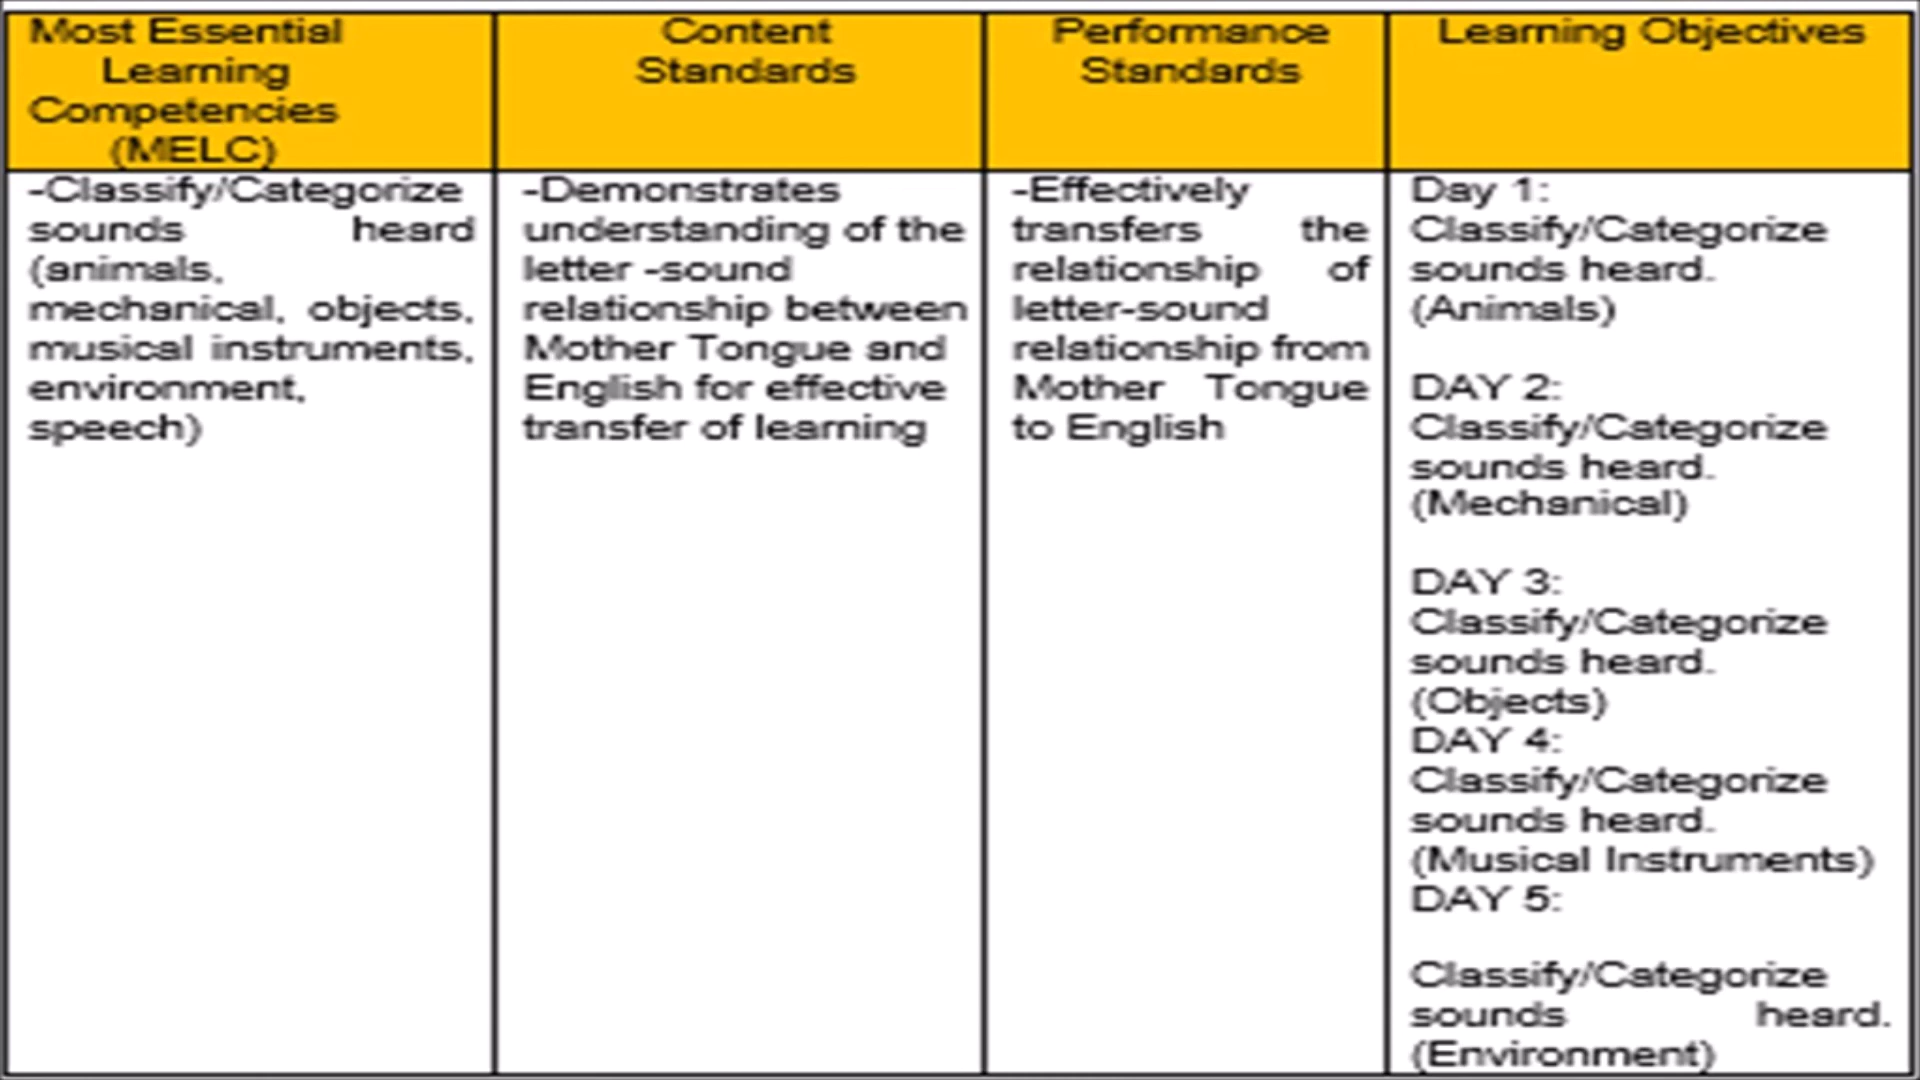 Most Essential
Learning
Competencies
(MELC)
Content
Standards
Performance
Standards
Learning Objectives
-Classify/Categorize
sounds heard
(animals,
mechanical, objects,
musical instruments,
environment,
speech)
-Demonstrates
understanding of the
letter -sound
relationship between
Mother Tongue and
English for effective
transfer of learning
-Effectively
transfers the
relationship of
letter-sound
relationship from
Mother Tongue
to English
Day 1:
Classify/Categorize
sounds heard.
(Animals)
DAY 2:
Classify/Categorize
sounds heard.
(Mechanical)
DAY 3:
Classify/Categorize
sounds heard.
(Objects)
DAY 4:
Classify/Categorize
sounds heard.
(Musical Instruments)
DAY 5:
Classify/Categorize
sounds heard.
(Environment)